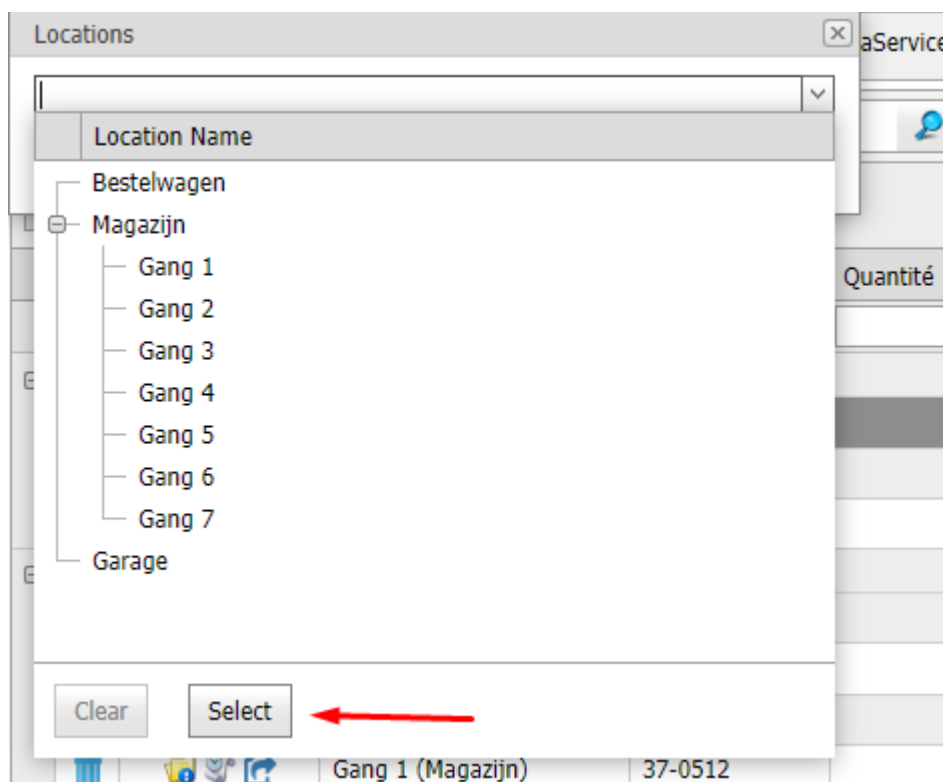 Locations
aService
Location Name
Bestelwagen
Magazijn
Gang 1
Quantité
Gang 2
Gang 3
Gang 4
Gang 5
Gang 6
Gang 7
Garage
Clear Select
Gang 1 (Magazijn) 37-0512